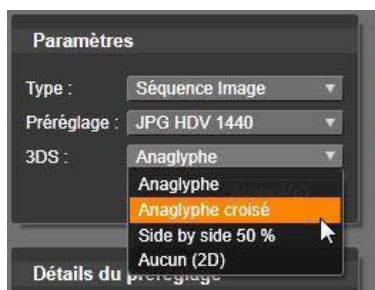 Paramètres
Type : Séquence Image
Préréglage : JPG HDV 1440
3DS : Anaglyphe
Anaglyphe
Anaglyphe croisé
Side by side 50 %
Aucun (2D)
Détails du préréglage